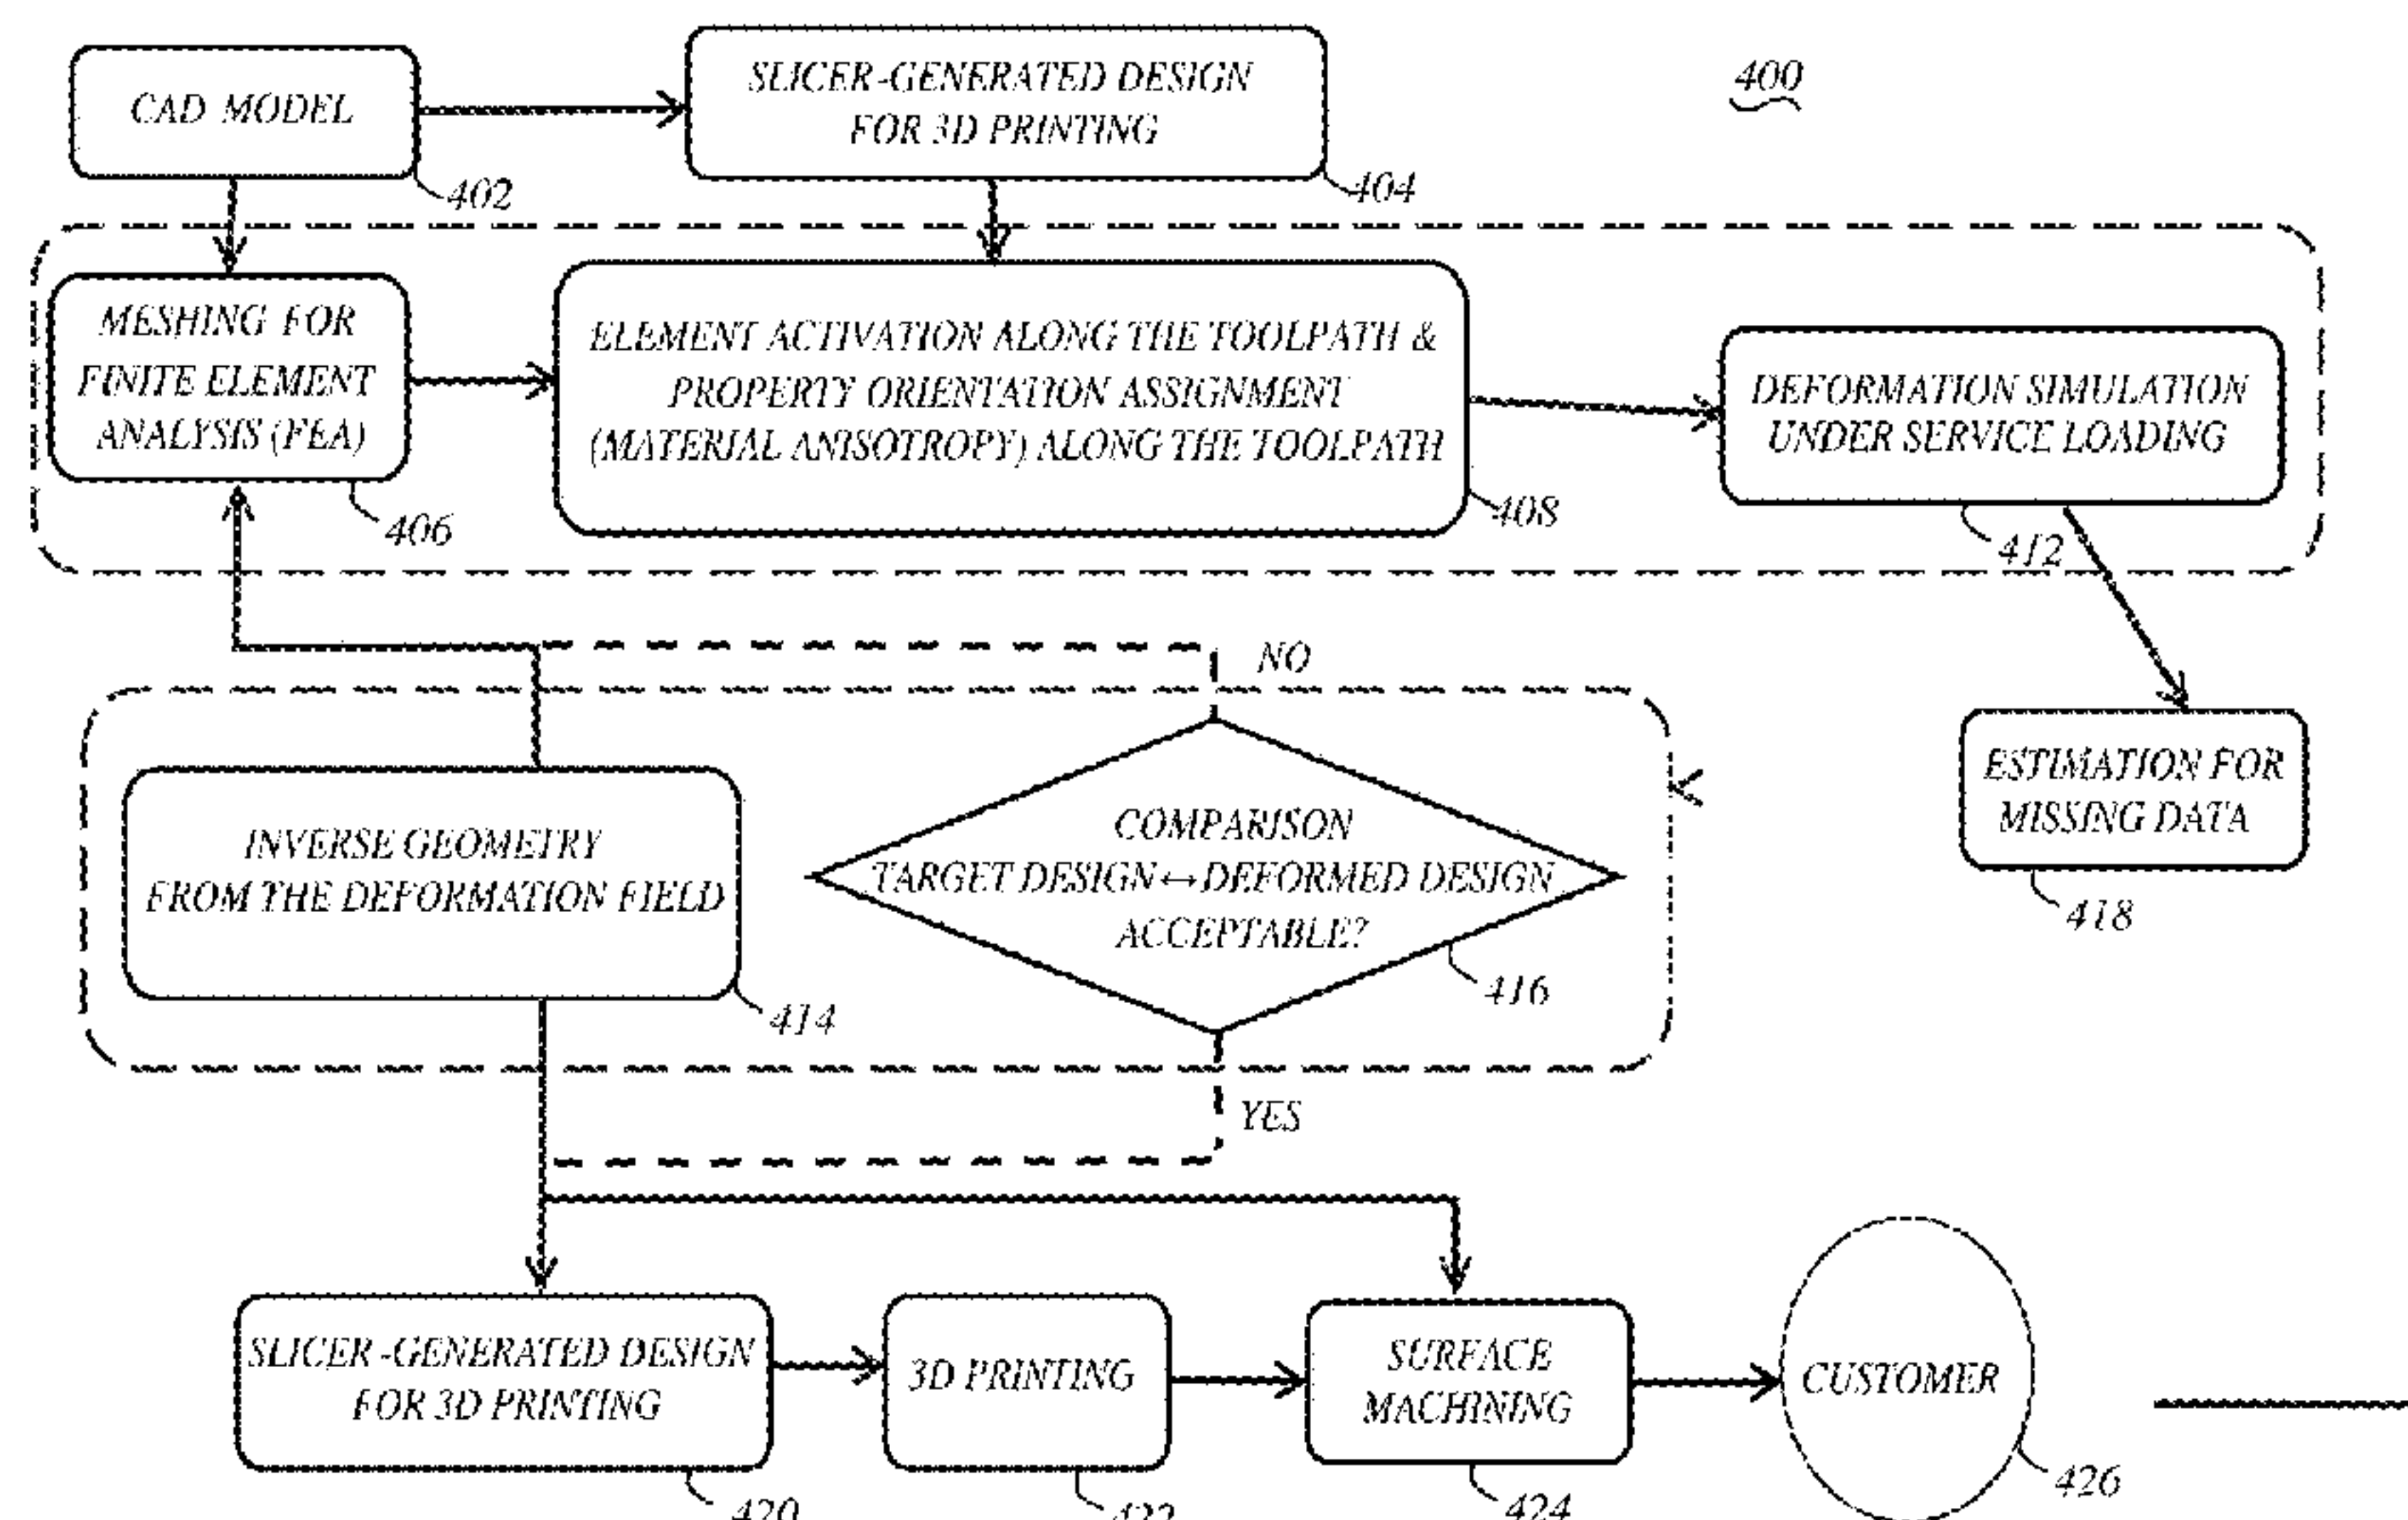 CAD MODEL
402
SLICER-GENERATED DESIGN
FOR 3D PRINTING
404
400
MESHING FOR
FINITE ELEMENT
ANALYSIS (FEA)
406
ELEMENT ACTIVATION ALONG THE TOOLPATH &
PROPERTY ORIENTATION ASSIGNMENT
(MATERIAL ANISOTROPY) ALONG THE TOOLPATH
408
DEFORMATION SIMULATION
UNDER SERVICE LOADING
412
NO
INVERSE GEOMETRY
FROM THE DEFORMATION FIELD
414
COMPARISON
TARGET DESIGN↔DEFORMED DESIGN
ACCEPTABLE?
416
ESTIMATION FOR
MISSING DATA
418
YES
SLICER-GENERATED DESIGN
FOR 3D PRINTING
420
3D PRINTING
422
SURFACE
MACHINING
424
CUSTOMER
426